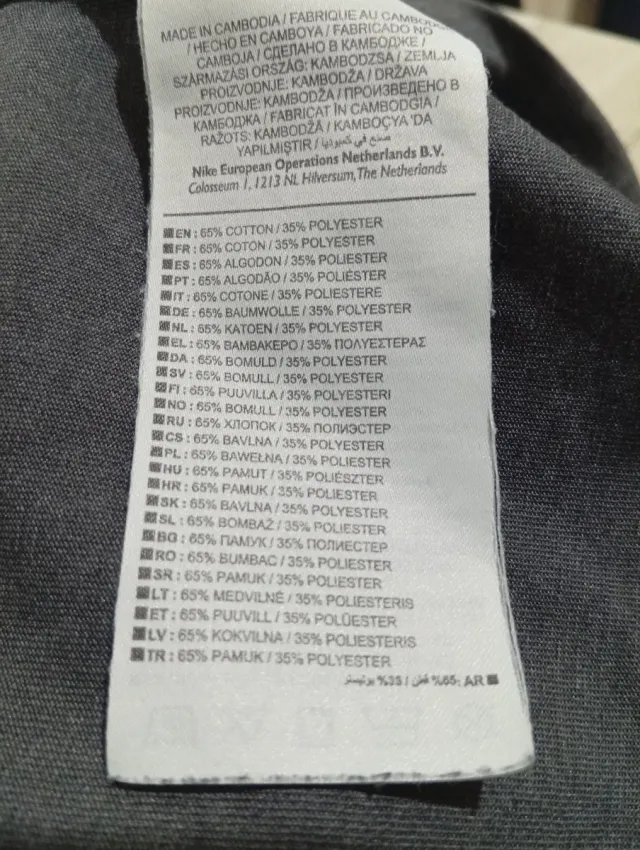 MADE IN CAMBODIA / FABRIQUE AU CAMBODGE
/ HECHO EN CAMBOYA / FABRICADO NO
CAMBOJA / СДЕЛАНО В КАМБОДЖЕ /
SZÁRMAZÁSI ORSZÁG: KAMBODZSA / ZEMLJA
PROIZVODNJE: KAMBODŽA / DRŽAVA
PROIZVODNJE: KAMBODŽA / ПРОИЗВЕДЕНО В
КАМБОДЖА / FABRICAT ÎN CAMBODGIA /
RAŽOTS: KAMBODŽĀ / KAMBOÇYA 'DA
YAPILMIŞTIR / صنع في كمبوديا
Nike European Operations Netherlands B.V.
Colosseum 1, 1213 NL Hilversum, The Netherlands
EN : 65% COTTON / 35% POLYESTER
FR : 65% COTON / 35% POLYESTER
ES : 65% ALGODON / 35% POLIESTER
PT : 65% ALGODÃO / 35% POLIÉSTER
IT : 65% COTONE / 35% POLIESTERE
DE : 65% BAUMWOLLE / 35% POLYESTER
NL : 65% KATOEN / 35% POLYESTER
EL : 65% ΒΑΜΒΑΚΕΡΟ / 35% ΠΟΛΥΕΣΤΕΡΑΣ
DA : 65% BOMULD / 35% POLYESTER
SV : 65% BOMULL / 35% POLYESTER
FI : 65% PUUVILLA / 35% POLYESTERI
NO : 65% BOMULL / 35% POLYESTER
RU : 65% ХЛОПОК / 35% ПОЛИЭСТЕР
CS : 65% BAVLNA / 35% POLYESTER
PL : 65% BAWEŁNA / 35% POLIESTER
HU : 65% PAMUT / 35% POLIÉSZTER
HR : 65% PAMUK / 35% POLIESTER
SK : 65% BAVLNA / 35% POLYESTER
SL : 65% BOMBAŽ / 35% POLIESTER
BG : 65% ПАМУК / 35% ПОЛИЕСТЕР
RO : 65% BUMBAC / 35% POLIESTER
SR : 65% PAMUK / 35% POLIESTER
LT : 65% MEDVILNĖ / 35% POLIESTERIS
ET : 65% PUUVILL / 35% POLÜESTER
LV : 65% KOKVILNA / 35% POLIESTERIS
TR : 65% PAMUK / 35% POLYESTER
AR :65% قطن / 35%